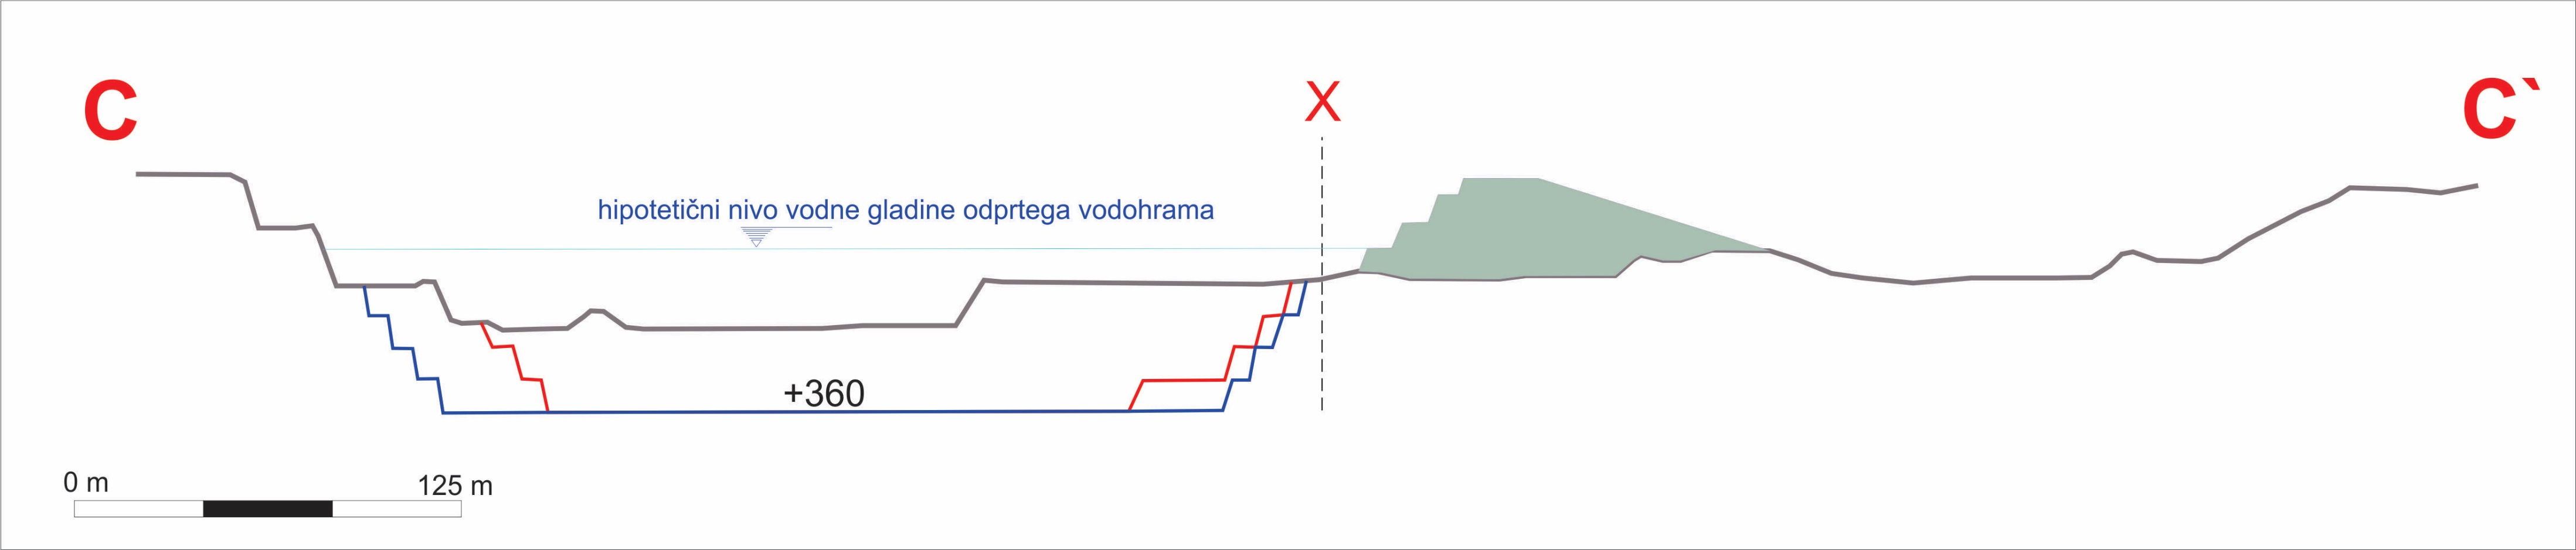 C
X
C`
hipotetični nivo vodne gladine odprtega vodohrama
+360
0 m
125 m